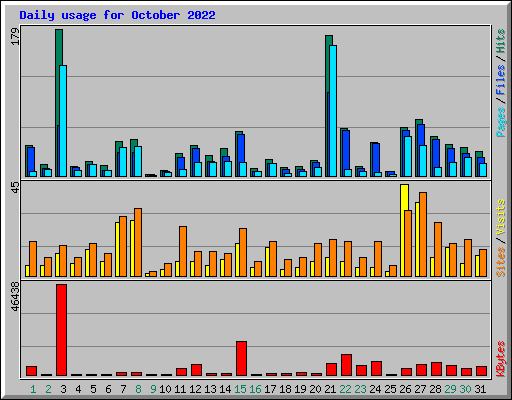 Daily usage for October 2022
179
Pages / Files / Hits
45
Sites / Visits
46438
KBytes
1 2 3 4 5 6 7 8 9 10 11 12 13 14 15 16 17 18 19 20 21 22 23 24 25 26 27 28 29 30 31